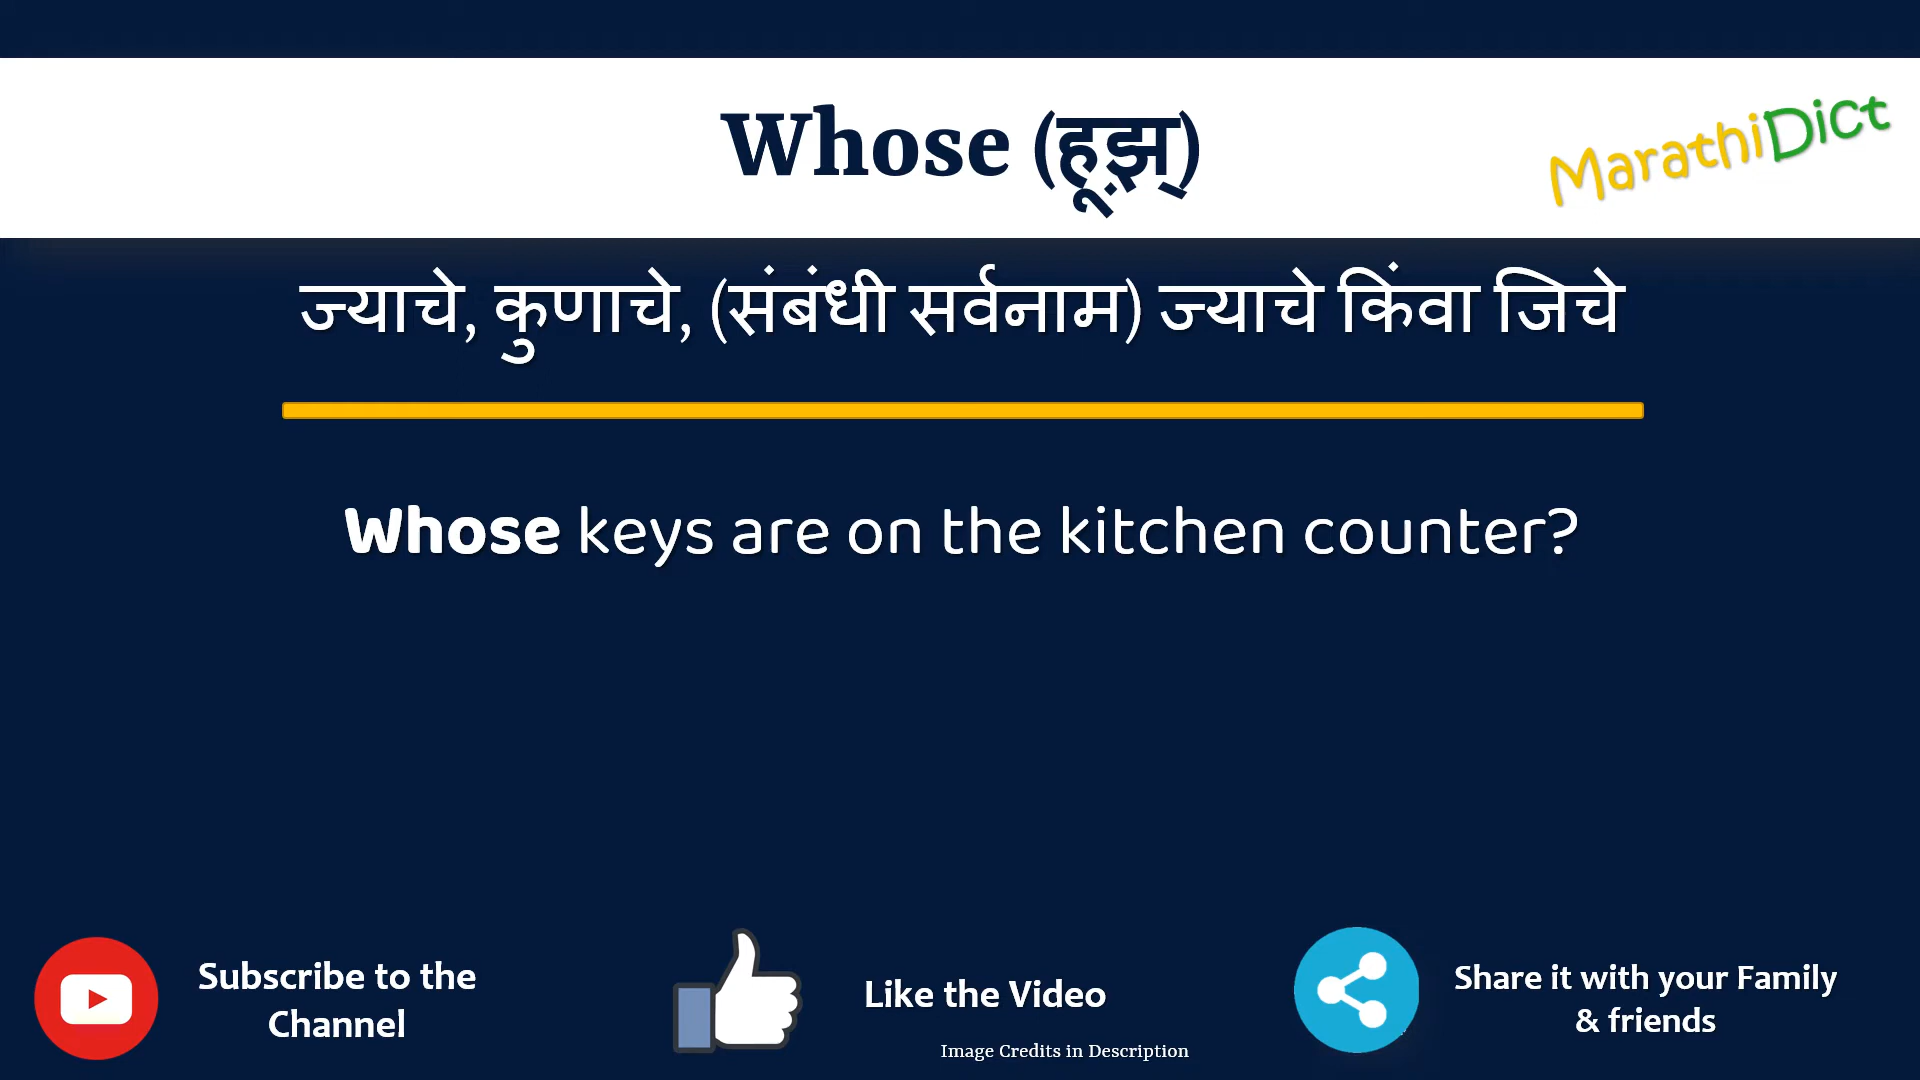 Whose (हूझ़्)
MarathiDict
ज्याचे, कुणाचे, (संबंधी सर्वनाम) ज्याचे किंवा जिचे
Whose keys are on the kitchen counter?
Subscribe to the
Channel
Like the Video
Share it with your Family
& friends
Image Credits in Description